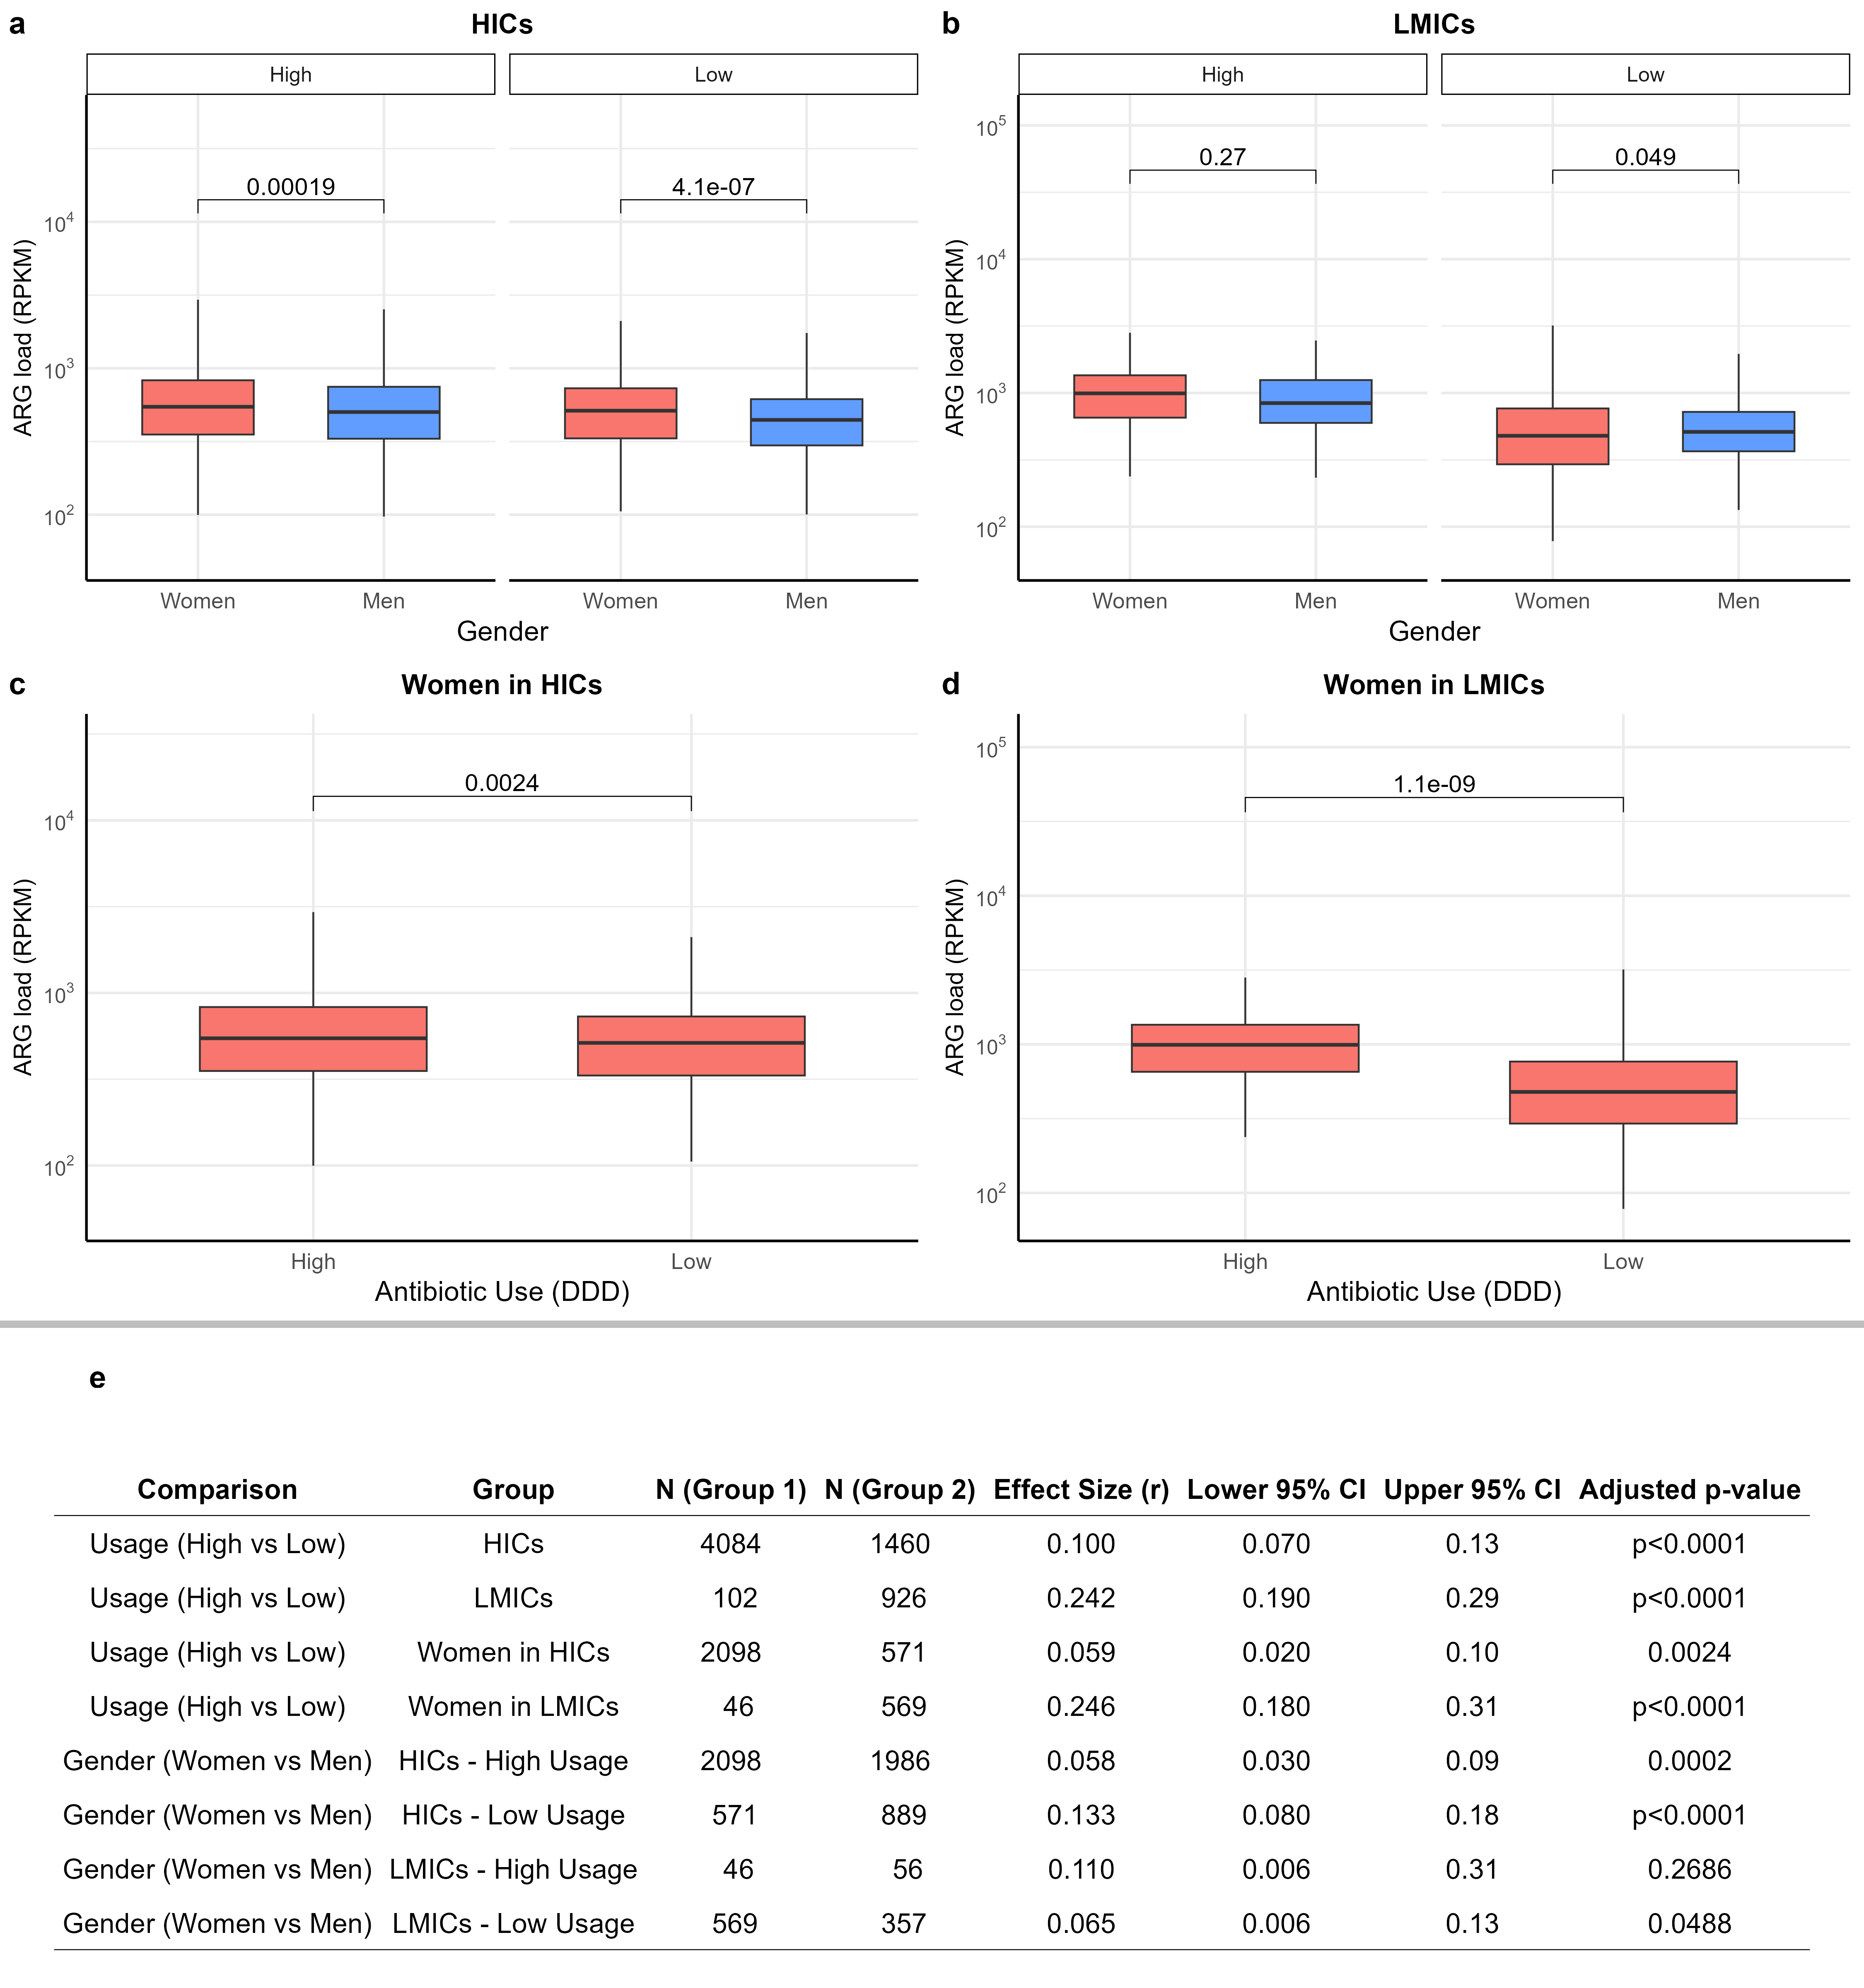 a
HICs
High
Low
0.00019
4.1e-07
10^4
10^3
10^2
ARG load (RPKM)
Women
Men
Women
Men
Gender
b
LMICs
High
Low
0.27
0.049
10^5
10^4
10^3
10^2
ARG load (RPKM)
Women
Men
Women
Men
Gender
c
Women in HICs
0.0024
10^4
10^3
10^2
ARG load (RPKM)
High
Low
Antibiotic Use (DDD)
d
Women in LMICs
1.1e-09
10^5
10^4
10^3
10^2
ARG load (RPKM)
High
Low
Antibiotic Use (DDD)
e
Comparison Group N (Group 1) N (Group 2) Effect Size (r) Lower 95% CI Upper 95% CI Adjusted p-value
Usage (High vs Low) HICs 4084 1460 0.100 0.070 0.13 p<0.0001
Usage (High vs Low) LMICs 102 926 0.242 0.190 0.29 p<0.0001
Usage (High vs Low) Women in HICs 2098 571 0.059 0.020 0.10 0.0024
Usage (High vs Low) Women in LMICs 46 569 0.246 0.180 0.31 p<0.0001
Gender (Women vs Men) HICs - High Usage 2098 1986 0.058 0.030 0.09 0.0002
Gender (Women vs Men) HICs - Low Usage 571 889 0.133 0.080 0.18 p<0.0001
Gender (Women vs Men) LMICs - High Usage 46 56 0.110 0.006 0.31 0.2686
Gender (Women vs Men) LMICs - Low Usage 569 357 0.065 0.006 0.13 0.0488